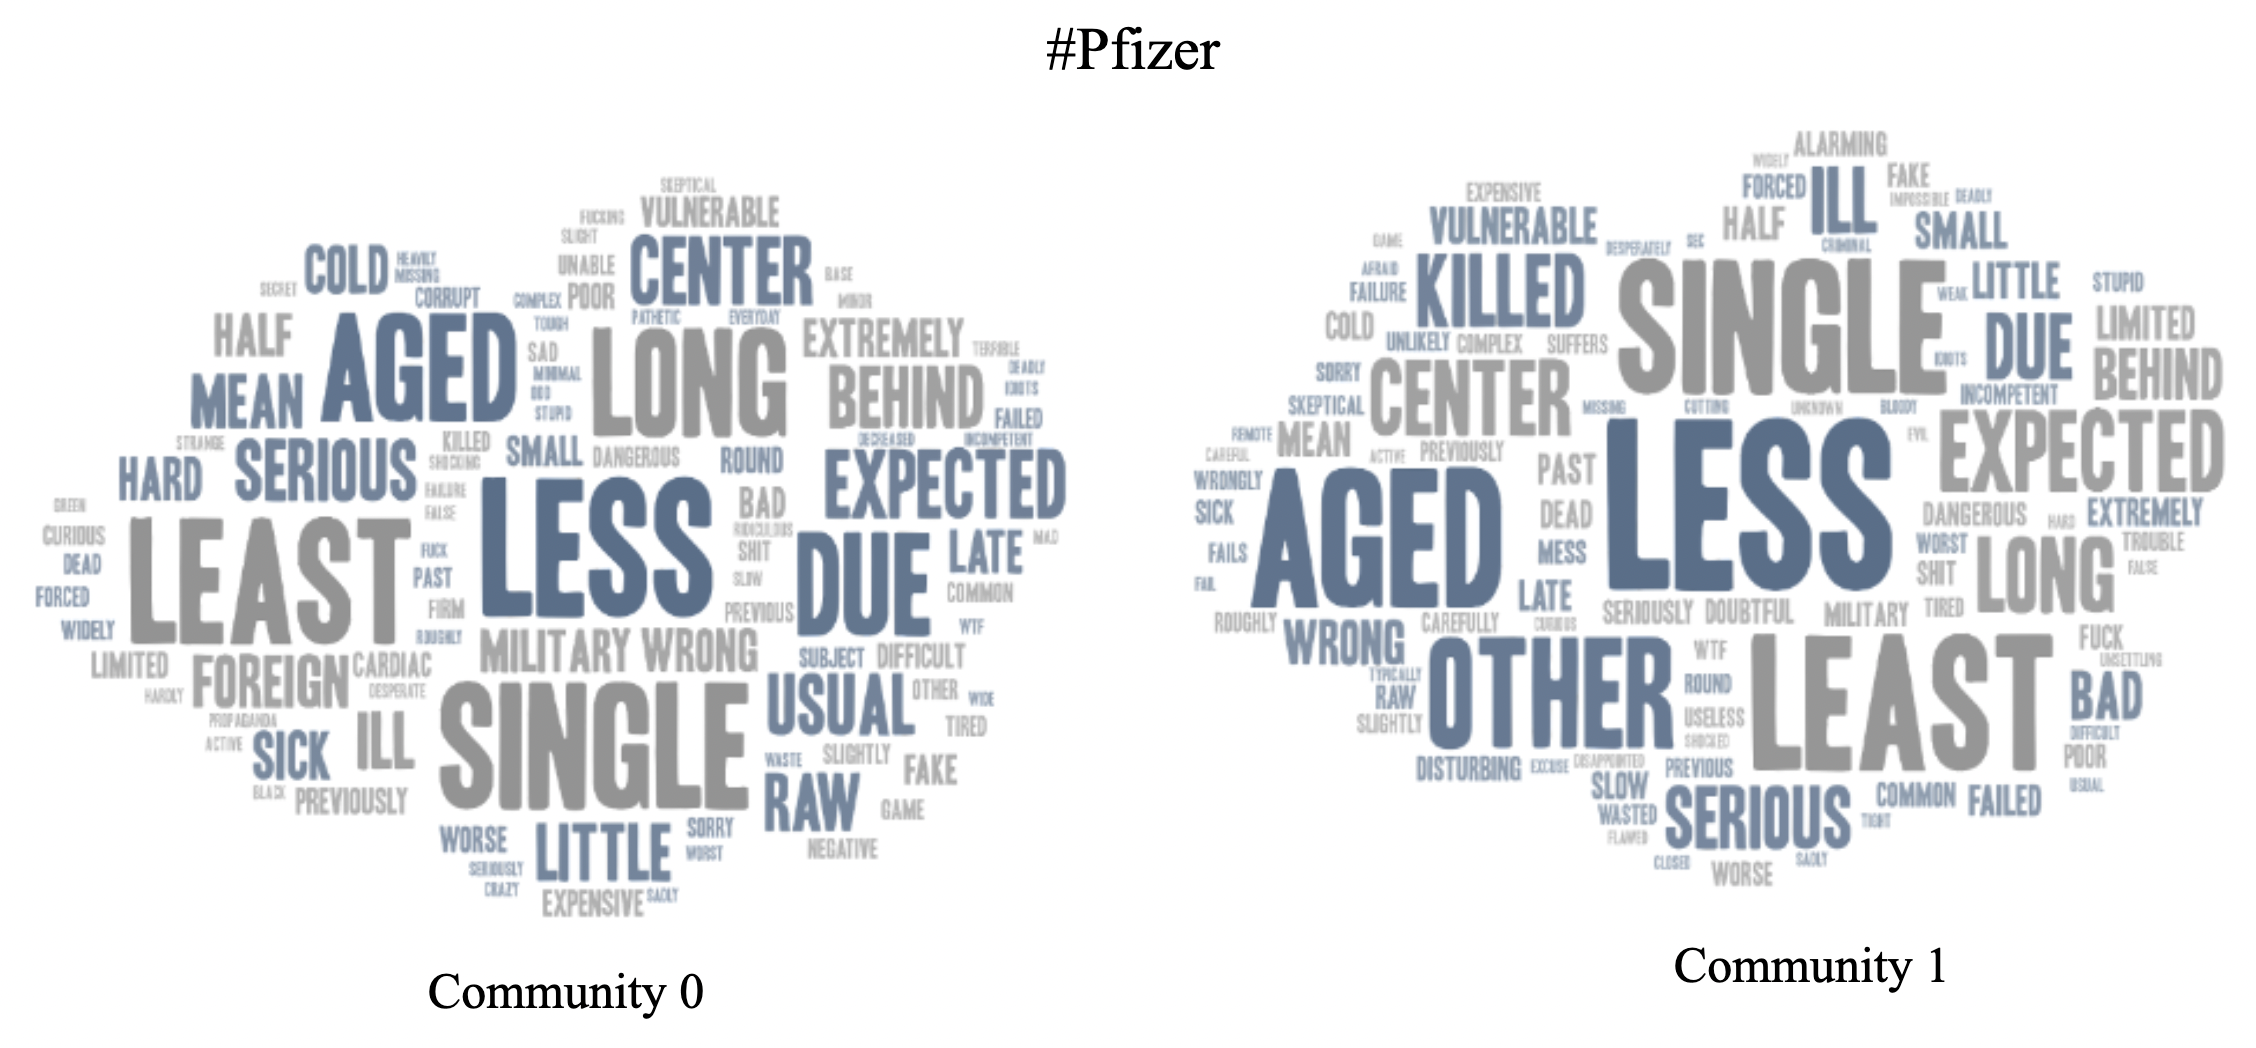 #Pfizer
SKEPTICAL
FUCKING VULNERABLE
SLIGHT
COLD HEAVILY UNABLE CENTER BASE
MISSING
SECRET CORRUPT COMPLEX POOR MINOR
PATHETIC EVERYDAY
HALF AGED TOUGH LONG EXTREMELY TERRIBLE
SAD
MINIMAL DEADLY
MEAN ODD BEHIND IDIOTS
STUPID FAILED
STRANGE KILLED SMALL DANGEROUS DECREASED INCOMPETENT
HARD SERIOUS SHOCKING ROUND EXPECTED
FAILURE LESS BAD
GREEN FALSE
CURIOUS LEAST RIDICULOUS MAD
DEAD FUCK SHIT DUE LATE
FORCED PAST SLOW COMMON
WIDELY FIRM PREVIOUS WTF
ROUGHLY
LIMITED FOREIGN CARDIAC MILITARY WRONG SUBJECT DIFFICULT
HARDLY DESPERATE SINGLE USUAL OTHER WIDE
PROPAGANDA TIRED
ACTIVE SICK ILL WASTE SLIGHTLY FAKE
BLACK PREVIOUSLY RAW GAME
WORSE LITTLE SORRY
WORST NEGATIVE
SERIOUSLY
CRAZY EXPENSIVE SADLY
Community 0
ALARMING
WIDELY
EXPENSIVE FORCED ILL FAKE
IMPOSSIBLE DEADLY
VULNERABLE HALF SMALL
GAME DESPERATELY SEC CRIMINAL
AFRAID KILLED SINGLE LITTLE STUPID
FAILURE WEAK
COLD UNLIKELY COMPLEX SUFFERS DUE LIMITED
SORRY CENTER IDIOTS BEHIND
SKEPTICAL MISSING CUTTING UNKNOWN BLOODY INCOMPETENT
REMOTE MEAN LESS EVIL EXPECTED
CAREFUL ACTIVE PREVIOUSLY
WRONGLY AGED PAST
SICK DEAD DANGEROUS HARD EXTREMELY
FAILS MESS WORST LONG TROUBLE
FAIL LATE SHIT FALSE
ROUGHLY CAREFULLY CURIOUS SERIOUSLY DOUBTFUL MILITARY TIRED
WRONG OTHER WTF LEAST FUCK
TYPICALLY UNSETTLING
RAW ROUND BAD
SLIGHTLY USELESS
SHOCKED DIFFICULT
DISTURBING EXCUSE DISAPPOINTED PREVIOUS POOR
SLOW COMMON FAILED USUAL
WASTED SERIOUS TIGHT
FLAWED
CLOSED WORSE SADLY
Community 1